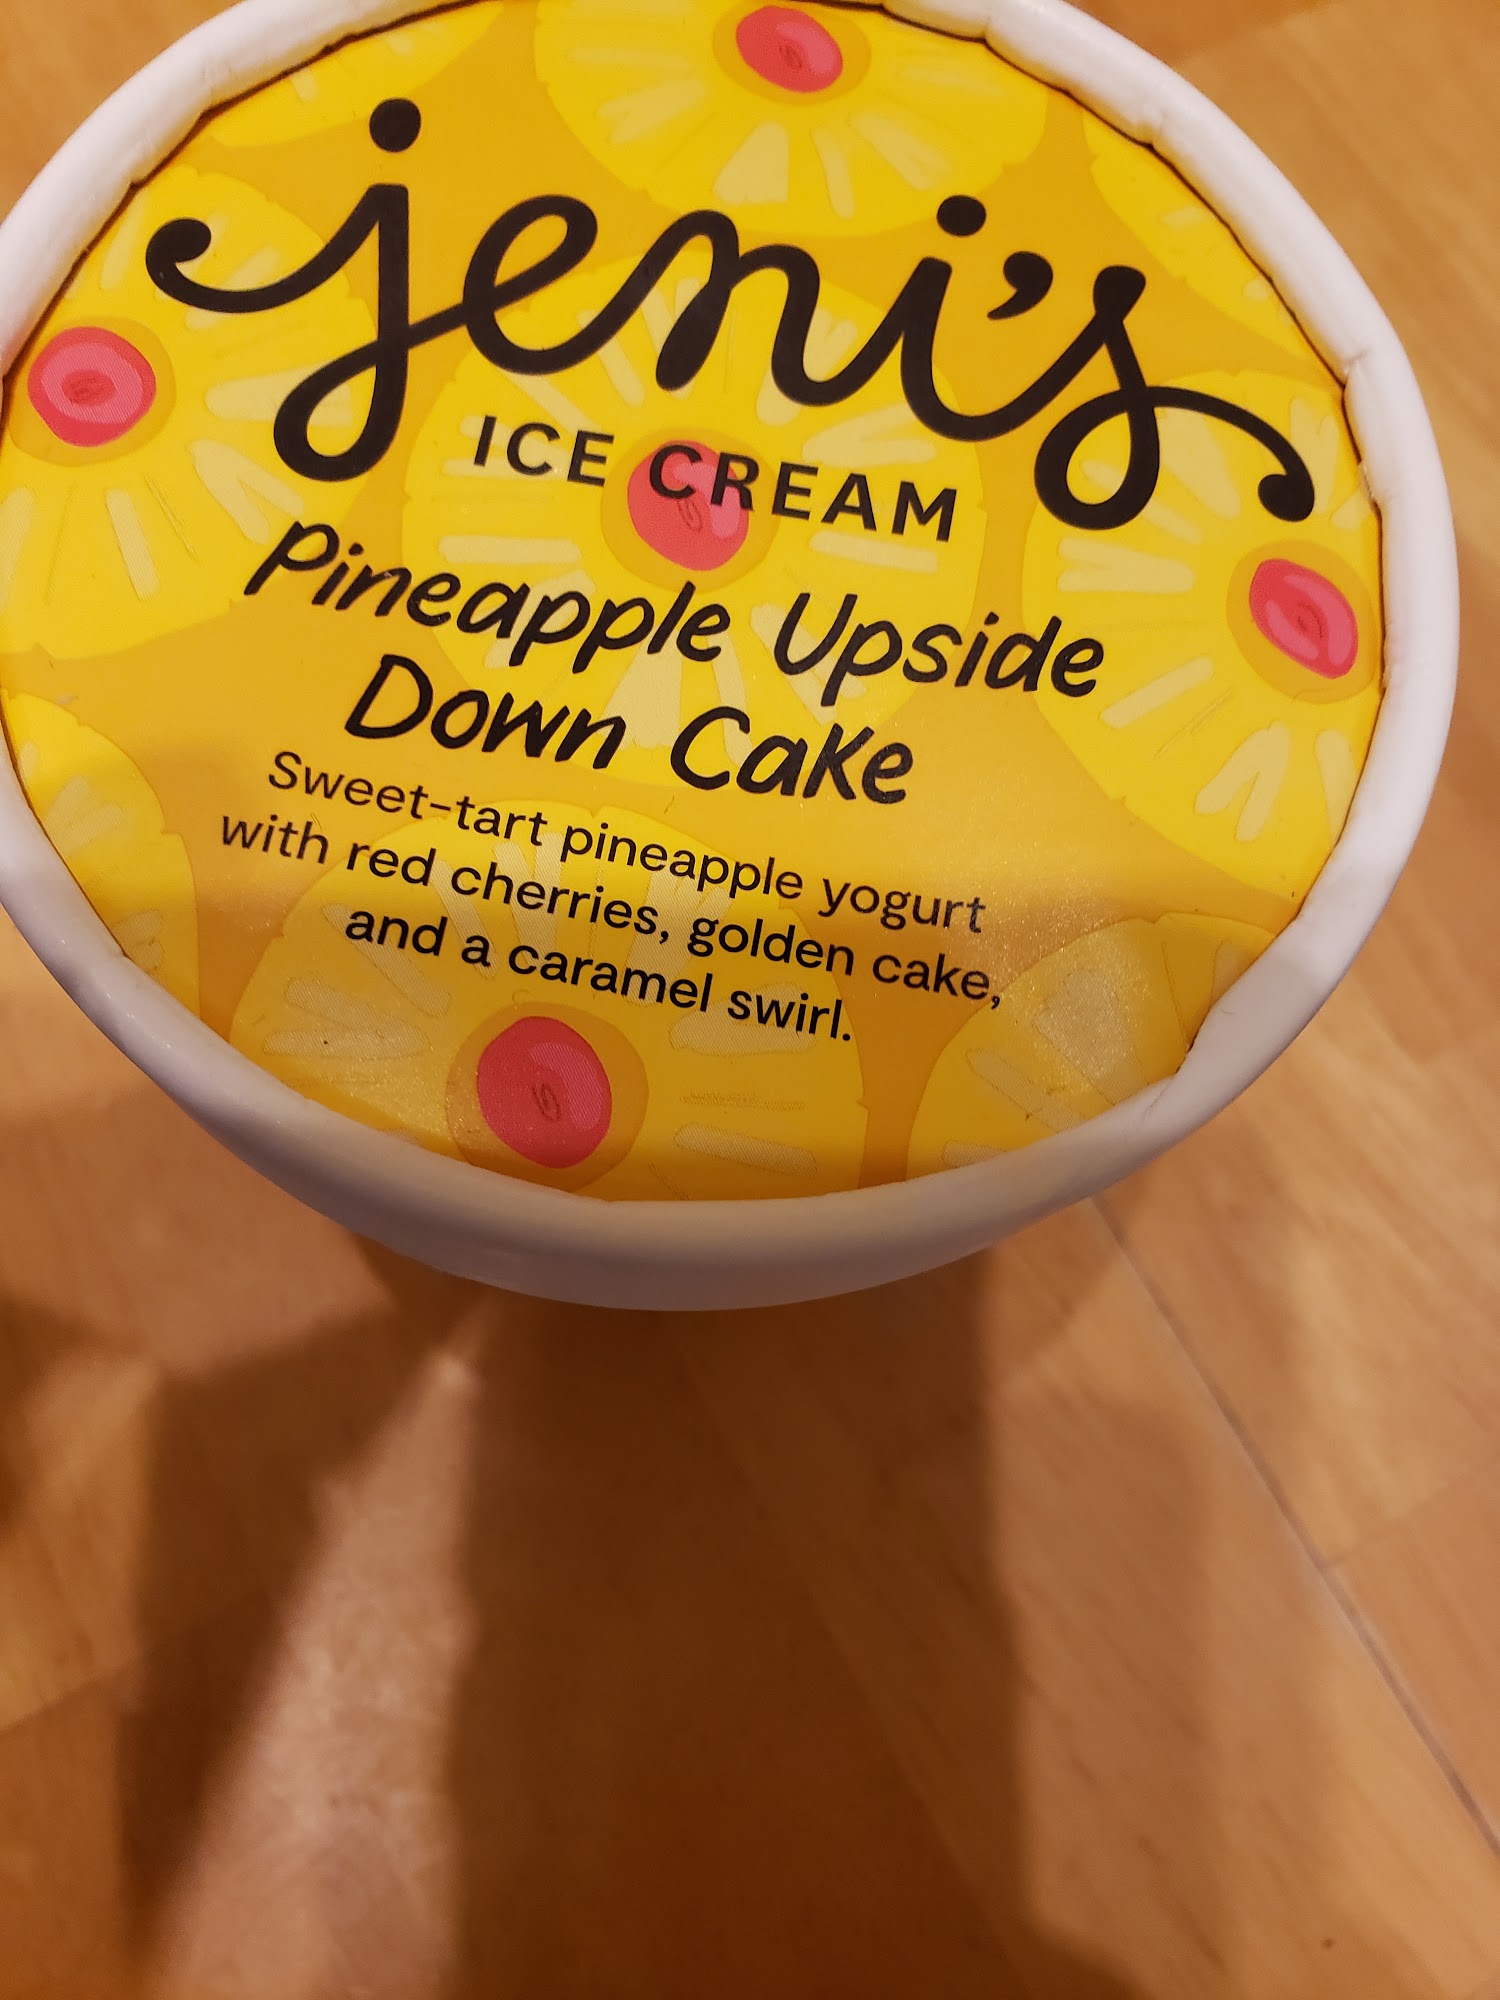 jeni's
ICE CREAM
Pineapple Upside
Down Cake
Sweet-tart pineapple yogurt
with red cherries, golden cake,
and a caramel swirl.